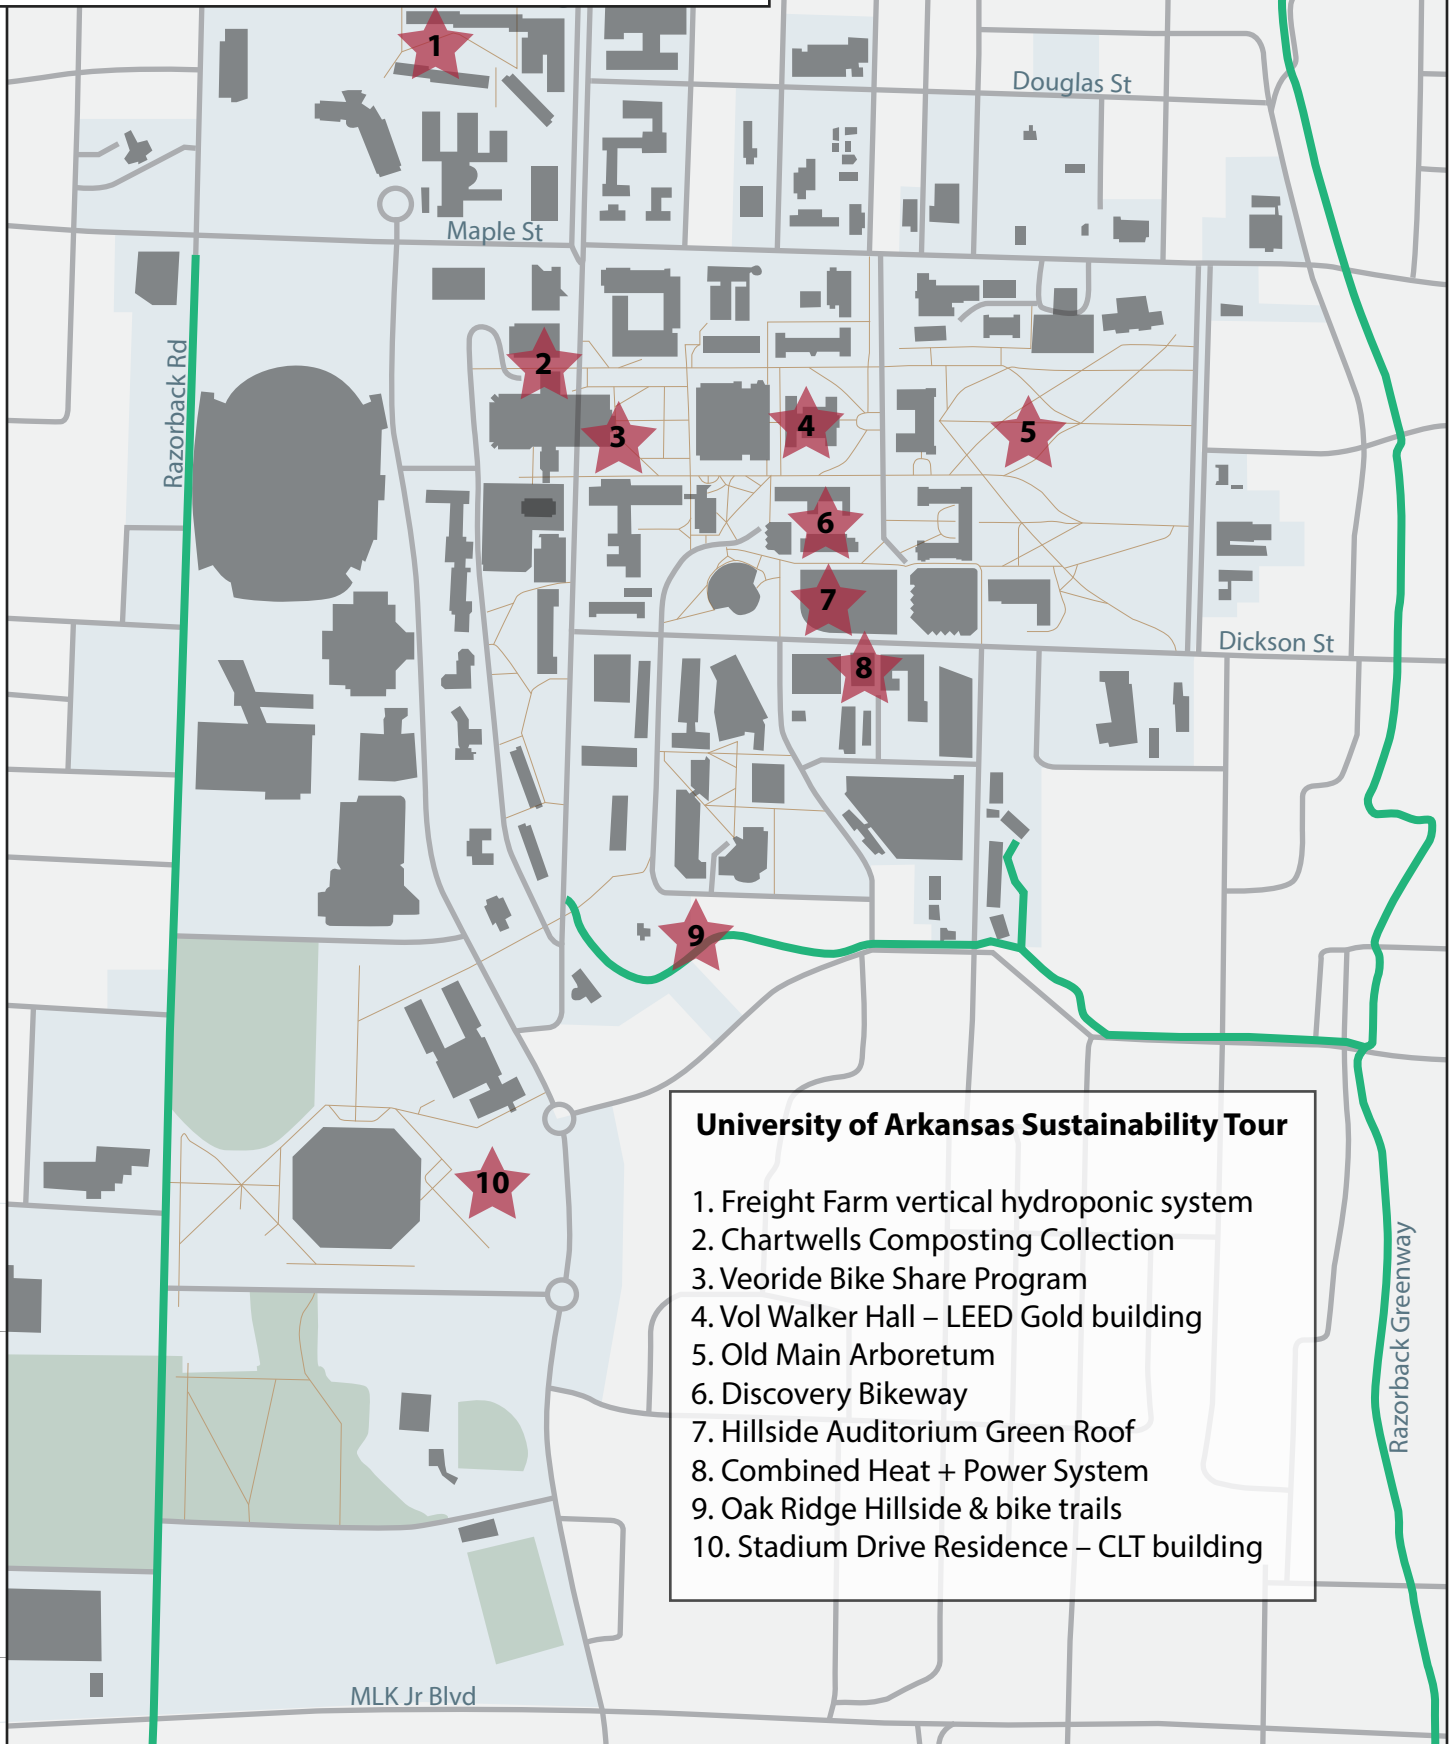 1
Douglas St
Maple St
Razorback Rd
2
3
4
5
6
7
Dickson St
8
9
10
University of Arkansas Sustainability Tour
1. Freight Farm vertical hydroponic system
2. Chartwells Composting Collection
3. Veoride Bike Share Program
4. Vol Walker Hall – LEED Gold building
5. Old Main Arboretum
6. Discovery Bikeway
7. Hillside Auditorium Green Roof
8. Combined Heat + Power System
9. Oak Ridge Hillside & bike trails
10. Stadium Drive Residence – CLT building
Razorback Greenway
MLK Jr Blvd